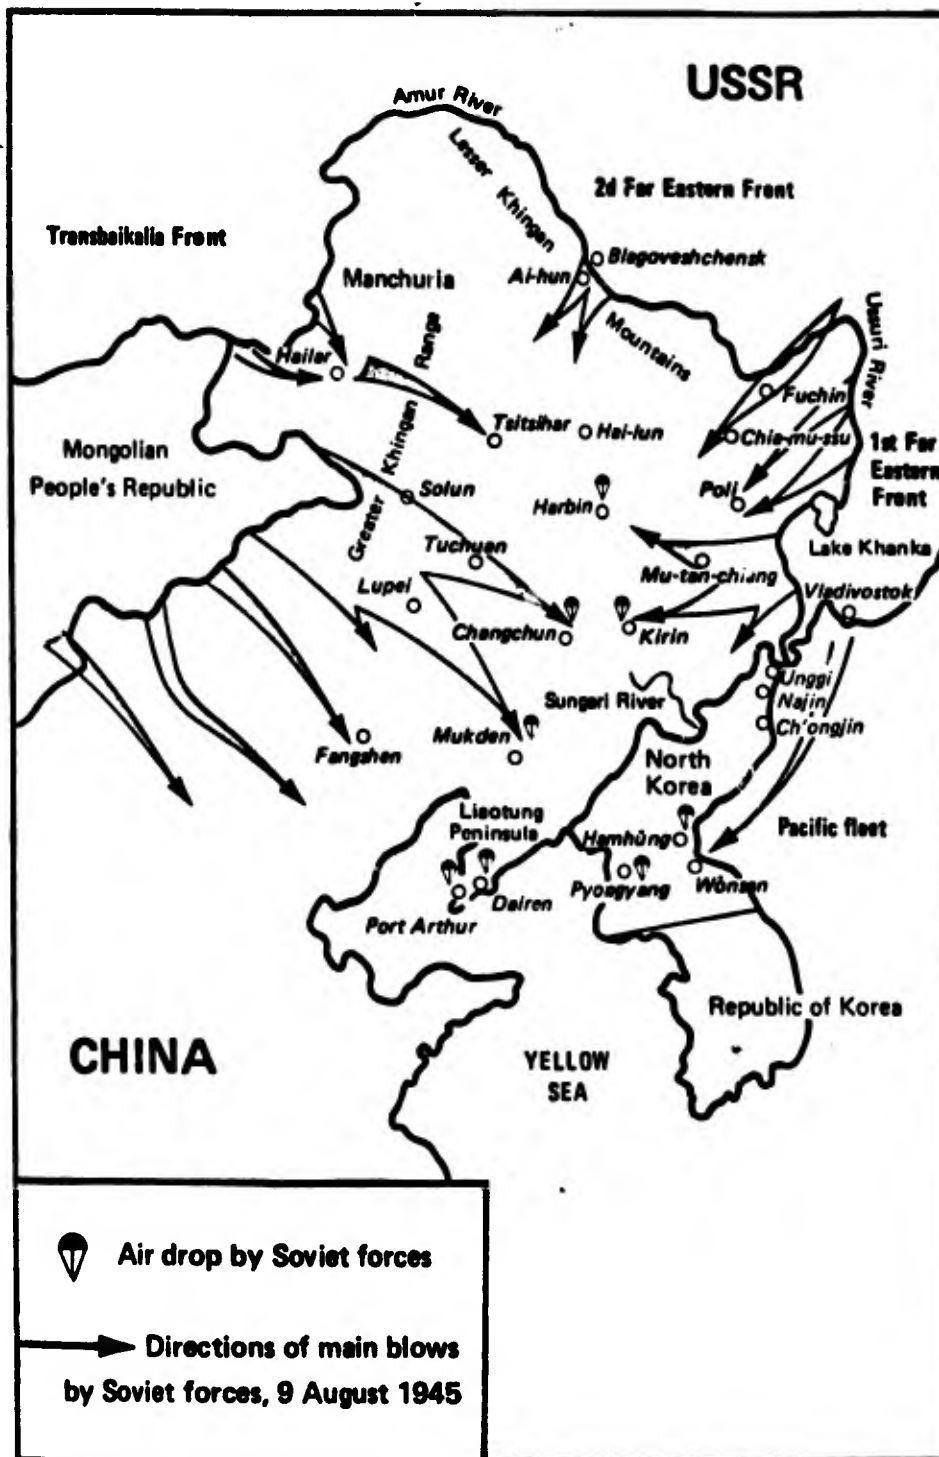 USSR
Amur River
Lesser Khingan
Mountains
2d Far Eastern Front
Transbaikalia Front
Blagoveshchensk
Ai-hun
Manchuria
Ussuri River
Hailar
Greater Khingan Range
Fuchin
Tsitsihar
Hai-lun
Chia-mu-ssu
1st Far
Eastern
Front
Mongolian
People's Republic
Solun
Harbin
Poli
Lake Khanka
Tuchuan
Mu-tan-chiang
Lupei
Vladivostok
Changchun
Kirin
Unggi
Najin
Ch'ongjin
Sungari River
Fangshen
Mukden
North
Korea
Liaotung
Peninsula
Hamhŭng
Pacific fleet
Pyongyang
Wŏnsan
Dairen
Port Arthur
Republic of Korea
CHINA
YELLOW
SEA
Air drop by Soviet forces
Directions of main blows
by Soviet forces, 9 August 1945